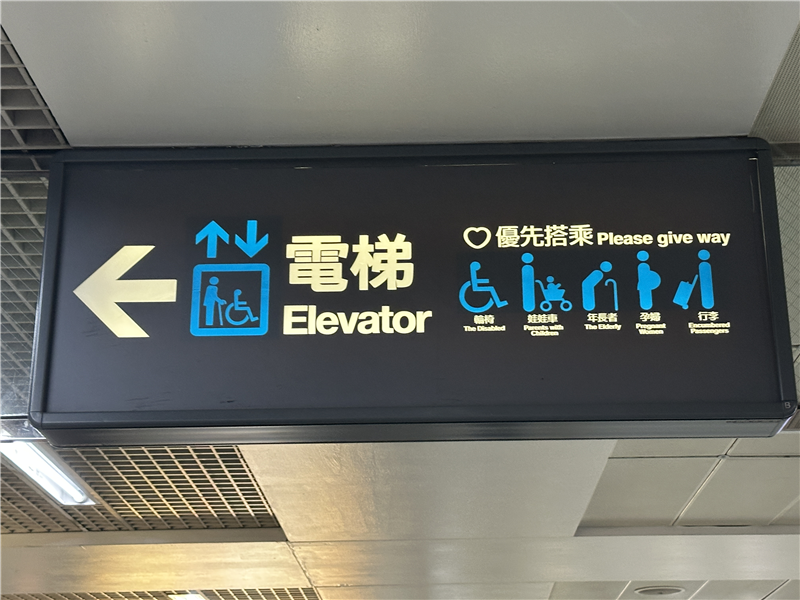 電梯
Elevator
優先搭乘 Please give way
輪椅
The Disabled
娃娃車
Parents with
Children
年長者
The Elderly
孕婦
Pregnant
Women
行李
Encumbered
Passengers